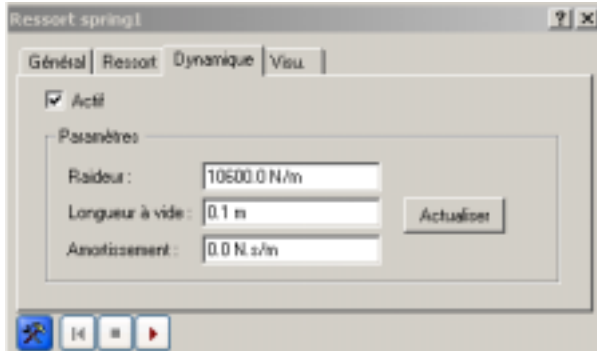 Ressort spring1
Général Ressort Dynamique Visu.
Actif
Paramètres
Raideur : 10600.0 N/m
Longueur à vide : 0.1 m
Actualiser
Amortissement : 0.0 N.s/m